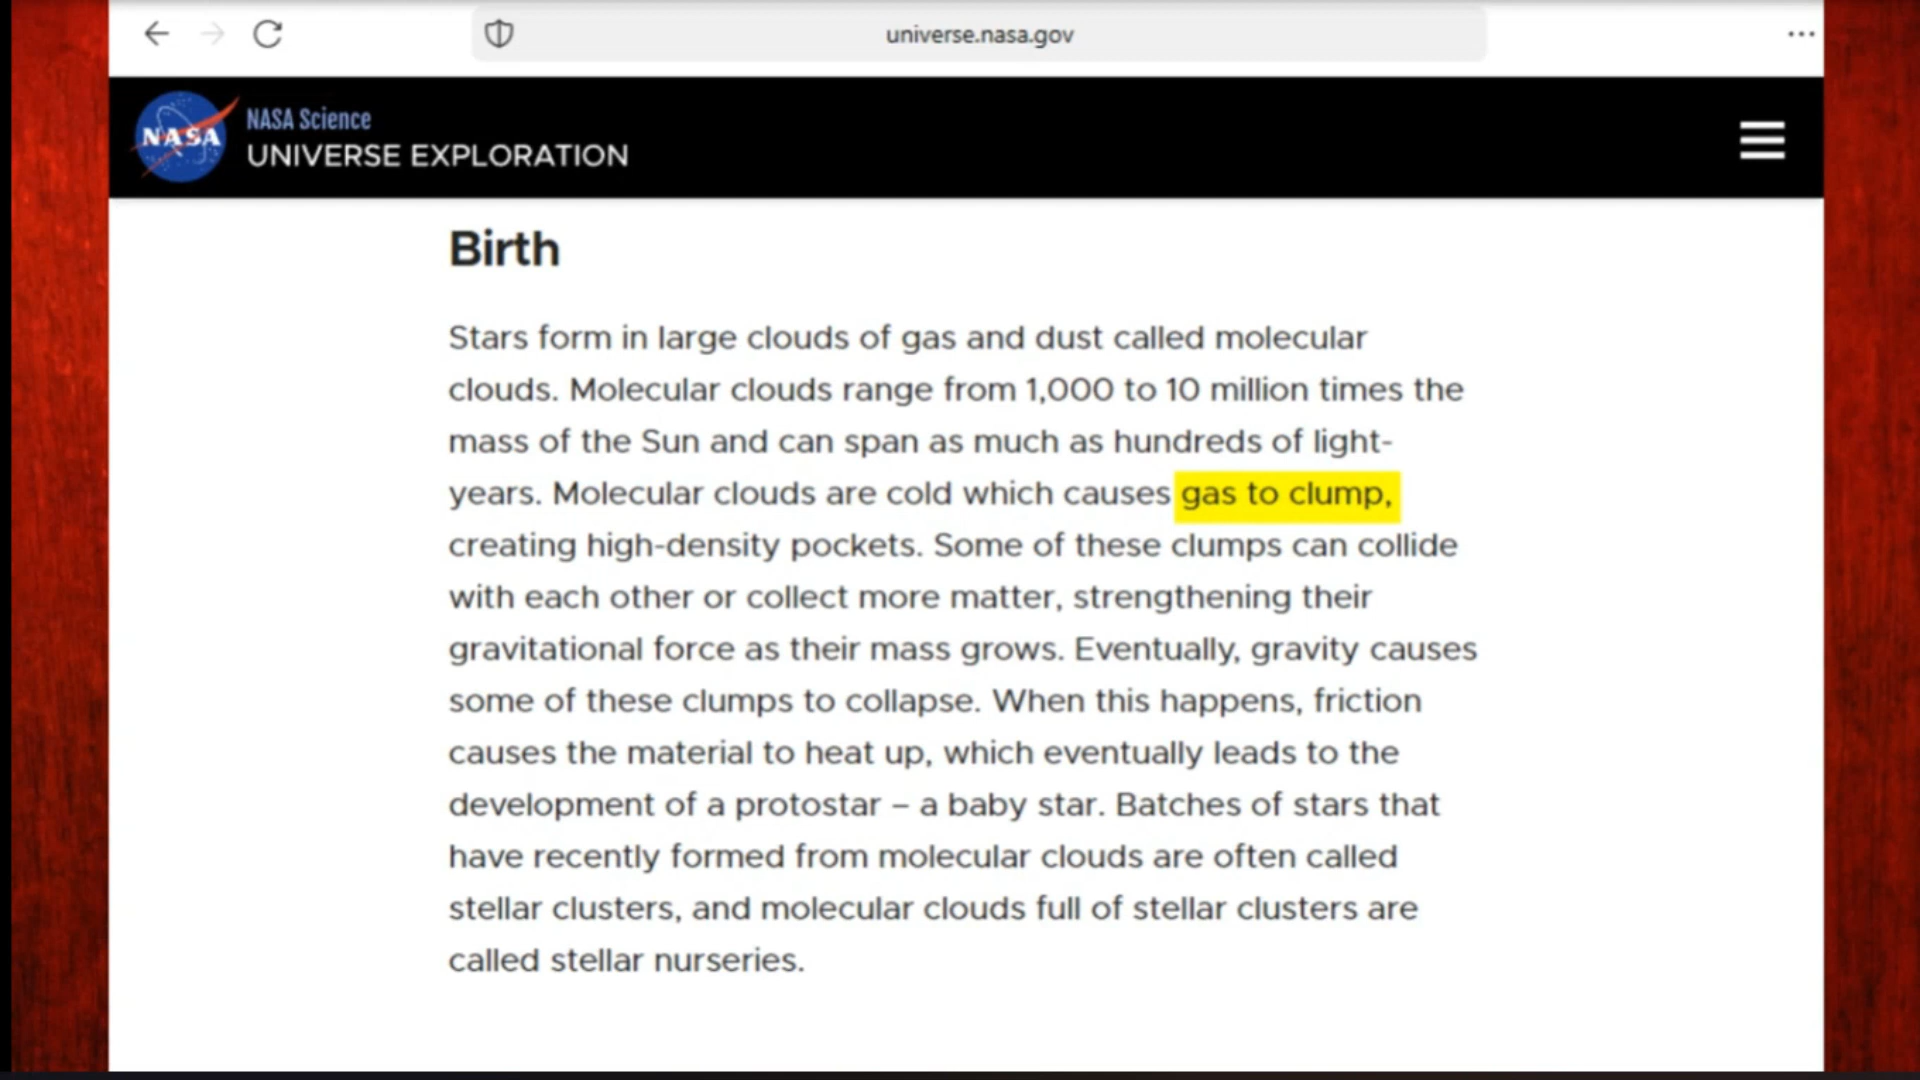 universe.nasa.gov
NASA
NASA Science
UNIVERSE EXPLORATION
Birth
Stars form in large clouds of gas and dust called molecular
clouds. Molecular clouds range from 1,000 to 10 million times the
mass of the Sun and can span as much as hundreds of light-
years. Molecular clouds are cold which causes gas to clump,
creating high-density pockets. Some of these clumps can collide
with each other or collect more matter, strengthening their
gravitational force as their mass grows. Eventually, gravity causes
some of these clumps to collapse. When this happens, friction
causes the material to heat up, which eventually leads to the
development of a protostar – a baby star. Batches of stars that
have recently formed from molecular clouds are often called
stellar clusters, and molecular clouds full of stellar clusters are
called stellar nurseries.